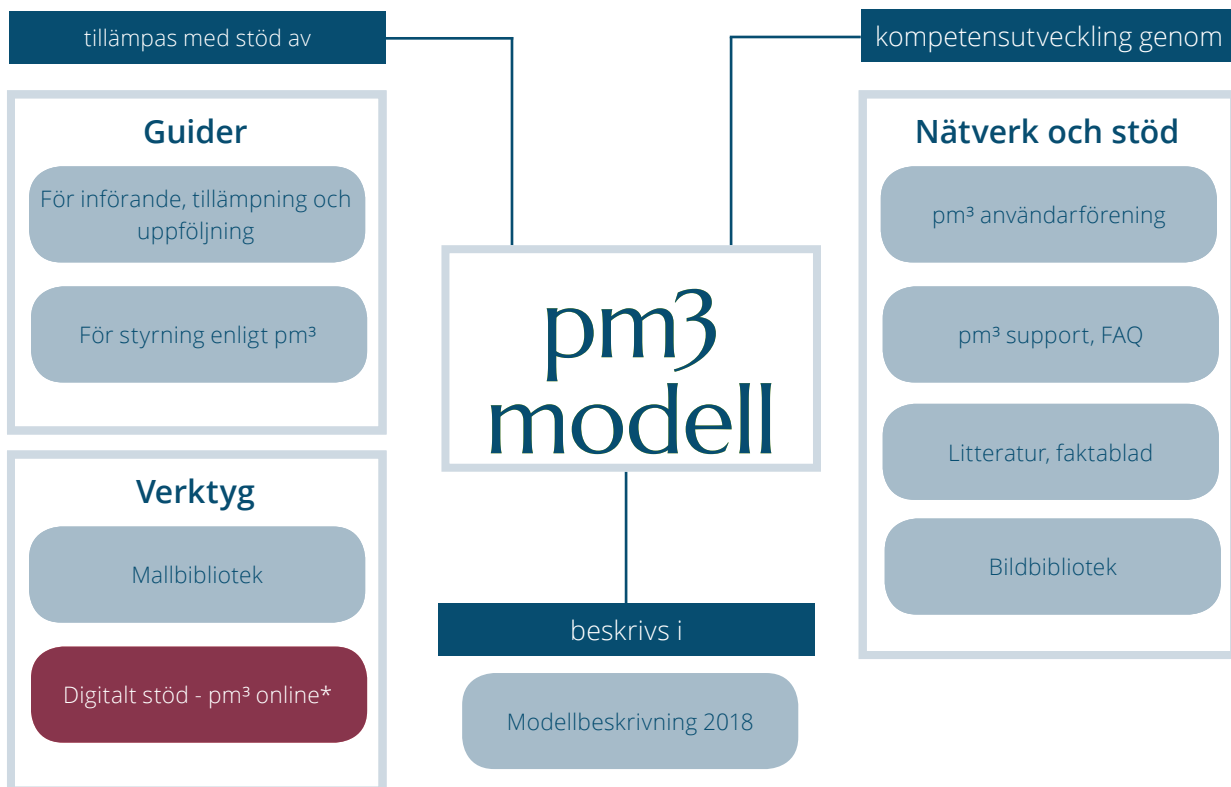 tillämpas med stöd av
Guider
För införande, tillämpning och
uppföljning
För styrning enligt pm³
Verktyg
Mallbibliotek
Digitalt stöd - pm³ online*
pm3
modell
beskrivs i
Modellbeskrivning 2018
kompetensutveckling genom
Nätverk och stöd
pm³ användarförening
pm³ support, FAQ
Litteratur, faktablad
Bildbibliotek